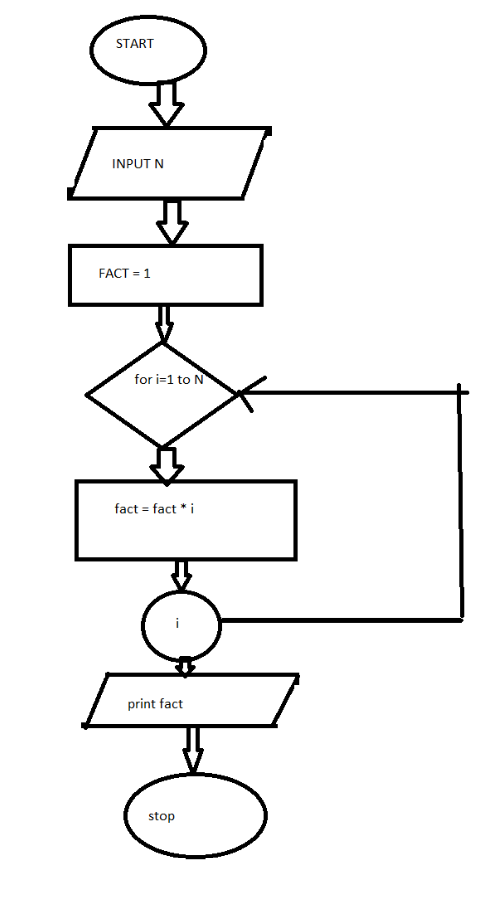 START
INPUT N
FACT = 1
for i=1 to N
fact = fact * i
i
print fact
stop